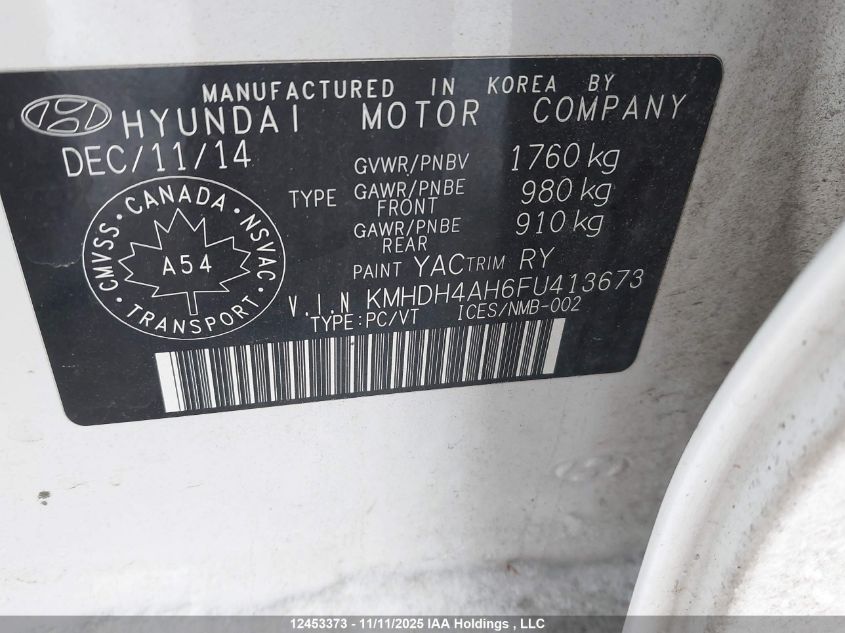 MANUFACTURED IN KOREA BY
HYUNDAI MOTOR COMPANY
DEC/11/14
GVWR/PNBV 1760 kg
TYPE GAWR/PNBE FRONT 980 kg
GAWR/PNBE REAR 910 kg
PAINT YAC TRIM RY
V.I.N KMHDH4AH6FU413673
TYPE:PC/VT ICES/NMB-002
CMVSS · CANADA · NSVAC · TRANSPORT ·
A54
12453373 - 11/11/2025 IAA Holdings , LLC